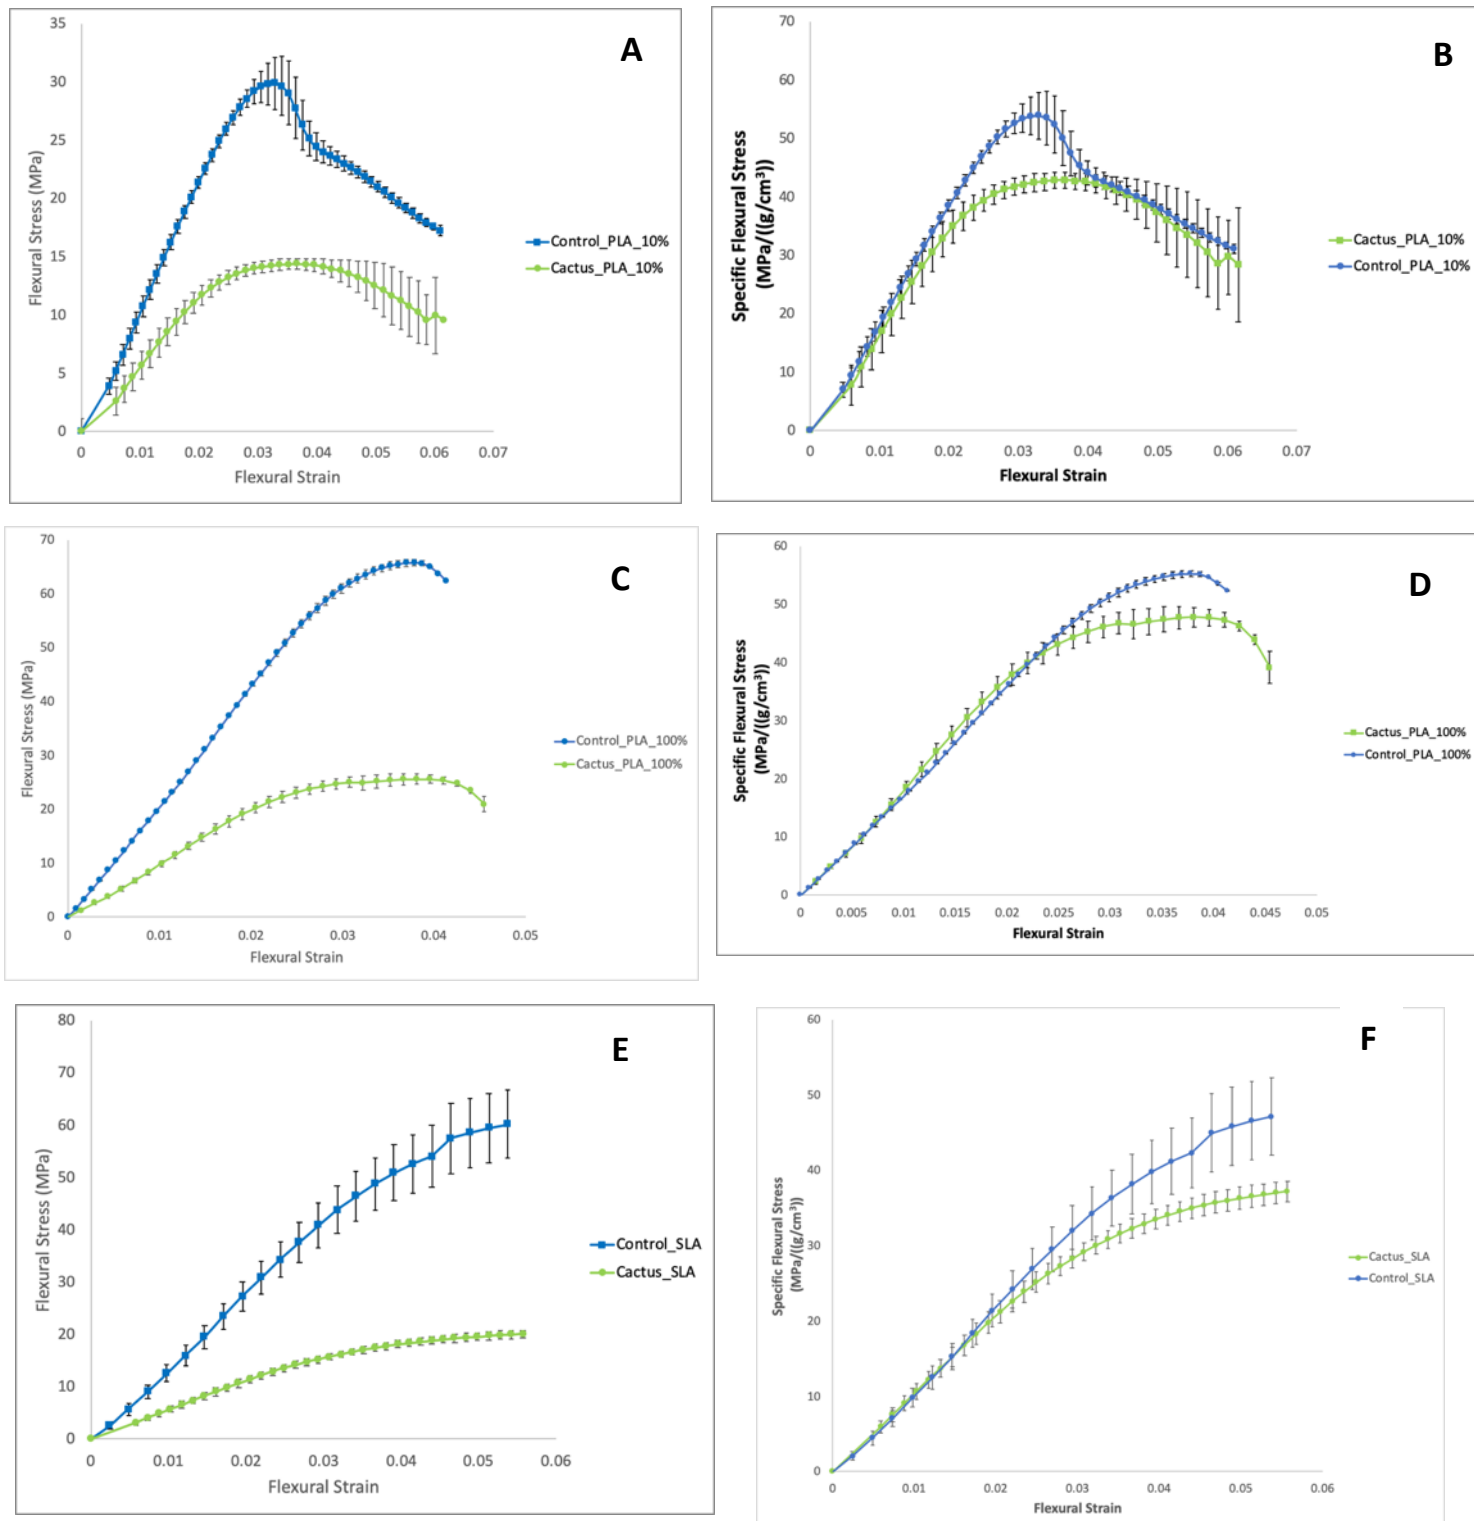 A
35
30
25
20
15
10
5
0
Flexural Stress (MPa)
0 0.01 0.02 0.03 0.04 0.05 0.06 0.07
Flexural Strain
Control_PLA_10%
Cactus_PLA_10%
B
70
60
50
40
30
20
10
0
Specific Flexural Stress
(MPa/((g/cm³))
0 0.01 0.02 0.03 0.04 0.05 0.06 0.07
Flexural Strain
Cactus_PLA_10%
Control_PLA_10%
C
70
60
50
40
30
20
10
0
Flexural Stress (MPa)
0 0.01 0.02 0.03 0.04 0.05
Flexural Strain
Control_PLA_100%
Cactus_PLA_100%
D
60
50
40
30
20
10
0
Specific Flexural Stress
(MPa/((g/cm³))
0 0.005 0.01 0.015 0.02 0.025 0.03 0.035 0.04 0.045 0.05
Flexural Strain
Cactus_PLA_100%
Control_PLA_100%
E
80
70
60
50
40
30
20
10
0
Flexural Stress (MPa)
0 0.01 0.02 0.03 0.04 0.05 0.06
Flexural Strain
Control_SLA
Cactus_SLA
F
60
50
40
30
20
10
0
Specific Flexural Stress
(MPa/((g/cm³))
0 0.01 0.02 0.03 0.04 0.05 0.06
Flexural Strain
Cactus_SLA
Control_SLA